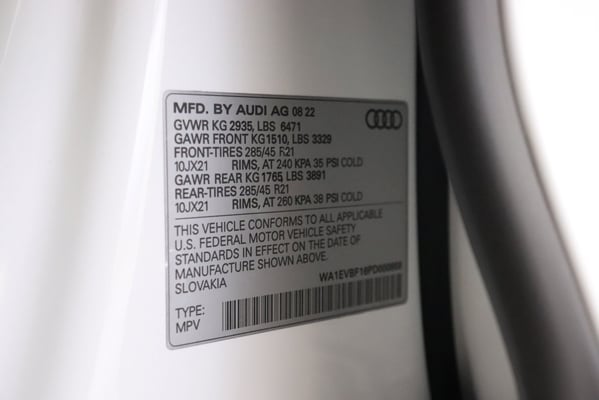 MFD. BY AUDI AG 08 22
GVWR KG 2935, LBS 6471
GAWR FRONT KG1510, LBS 3329
FRONT-TIRES 285/45 R21
10JX21 RIMS, AT 240 KPA 35 PSI COLD
GAWR REAR KG 1765, LBS 3891
REAR-TIRES 285/45 R21
10JX21 RIMS, AT 260 KPA 38 PSI COLD
THIS VEHICLE CONFORMS TO ALL APPLICABLE
U.S. FEDERAL MOTOR VEHICLE SAFETY
STANDARDS IN EFFECT ON THE DATE OF
MANUFACTURE SHOWN ABOVE.
SLOVAKIA
TYPE:
MPV